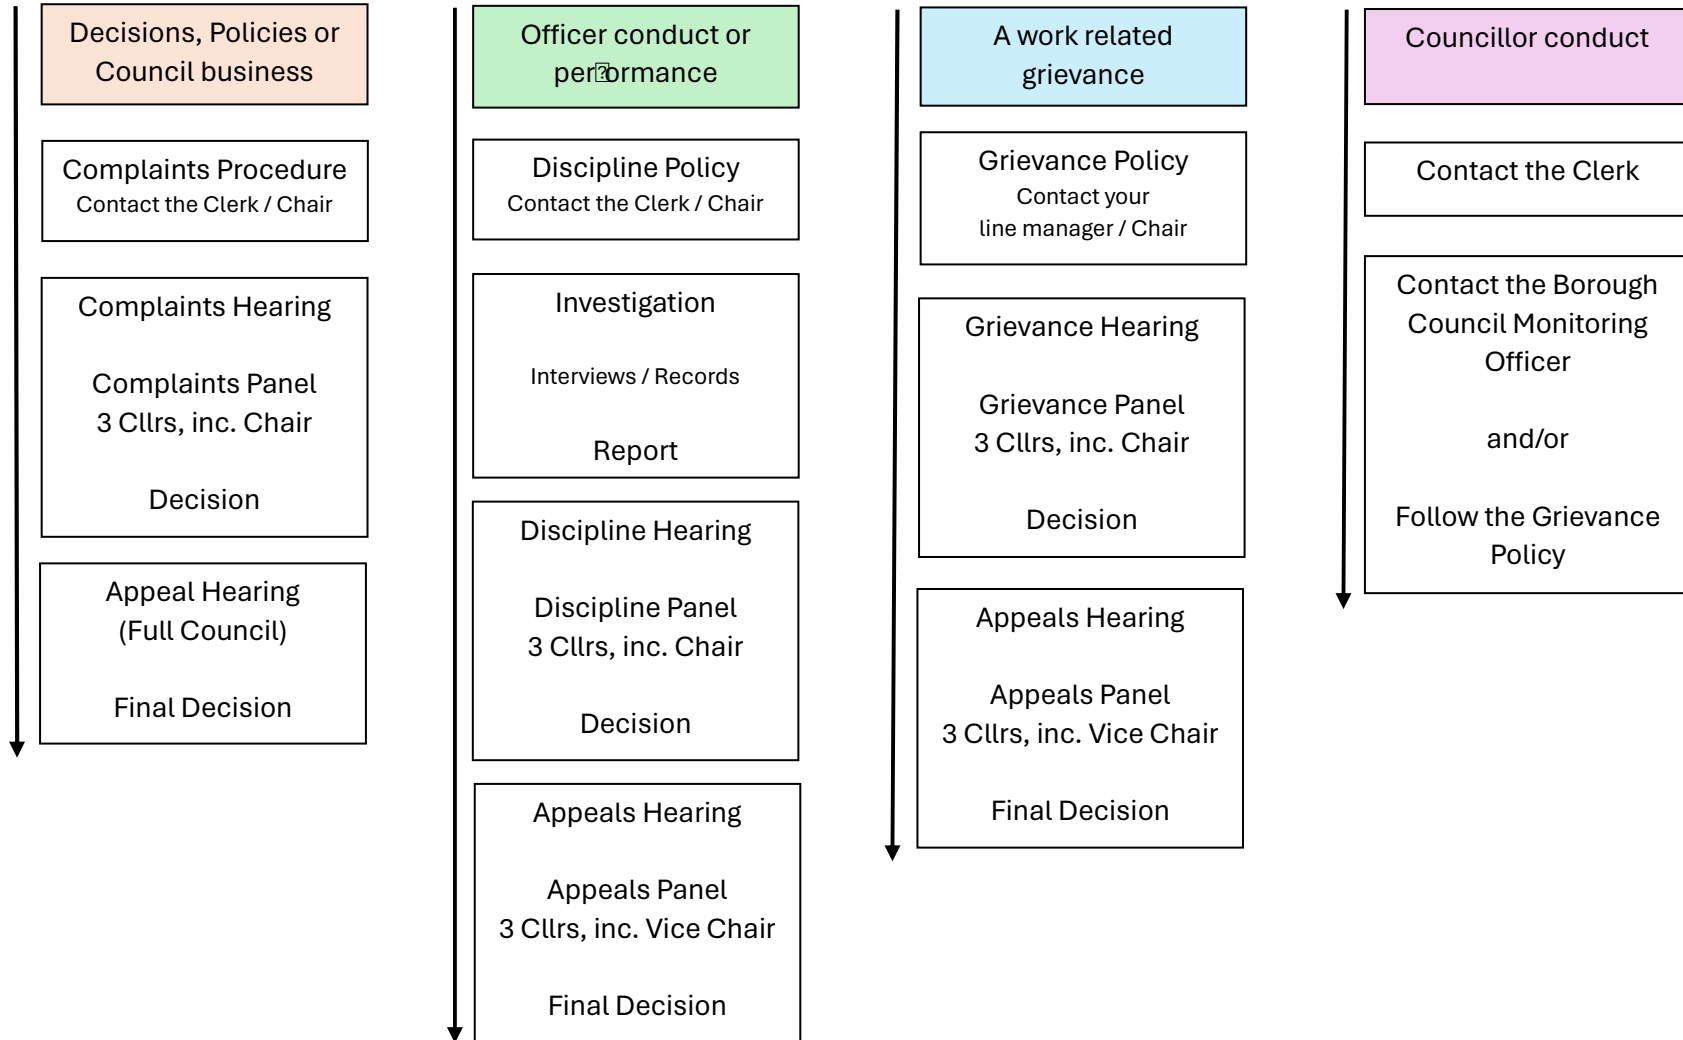 Decisions, Policies or
Council business
Complaints Procedure
Contact the Clerk / Chair
Complaints Hearing
Complaints Panel
3 Cllrs, inc. Chair
Decision
Appeal Hearing
(Full Council)
Final Decision
Officer conduct or
per⍰ormance
Discipline Policy
Contact the Clerk / Chair
Investigation
Interviews / Records
Report
Discipline Hearing
Discipline Panel
3 Cllrs, inc. Chair
Decision
Appeals Hearing
Appeals Panel
3 Cllrs, inc. Vice Chair
Final Decision
A work related
grievance
Grievance Policy
Contact your
line manager / Chair
Grievance Hearing
Grievance Panel
3 Cllrs, inc. Chair
Decision
Appeals Hearing
Appeals Panel
3 Cllrs, inc. Vice Chair
Final Decision
Councillor conduct
Contact the Clerk
Contact the Borough
Council Monitoring
Officer
and/or
Follow the Grievance
Policy